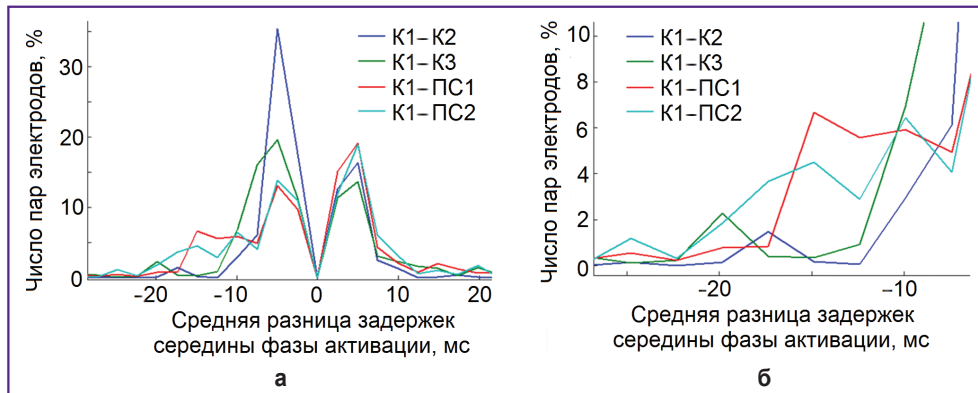 Число пар электродов, %
30
20
10
0
К1–К2
К1–К3
К1–ПС1
К1–ПС2
–20
–10
0
10
20
Средняя разница задержек
середины фазы активации, мс
а
Число пар электродов, %
10
8
6
4
2
0
К1–К2
К1–К3
К1–ПС1
К1–ПС2
–20
–10
Средняя разница задержек
середины фазы активации, мс
б